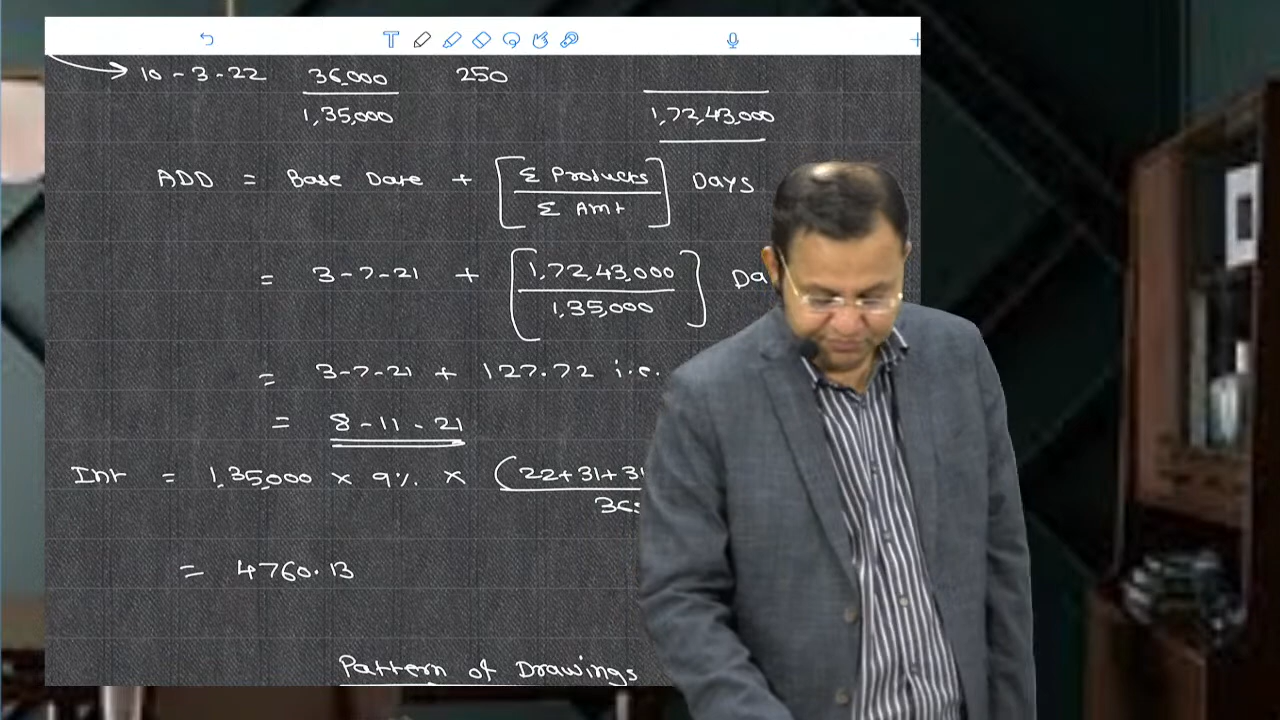 10 - 3 - 22 36,000 250
1,35,000 1,72,43,000
ADD = Base Date + [Σ Products / Σ Amt] Days
= 3-7-21 + [1,72,43,000 / 1,35,000]
= 3-7-21 + 127.72 i.e.
= 8-11-21
Int = 1,35,000 × 9% × (22+31+
= 4760.13
Pattern of Drawings